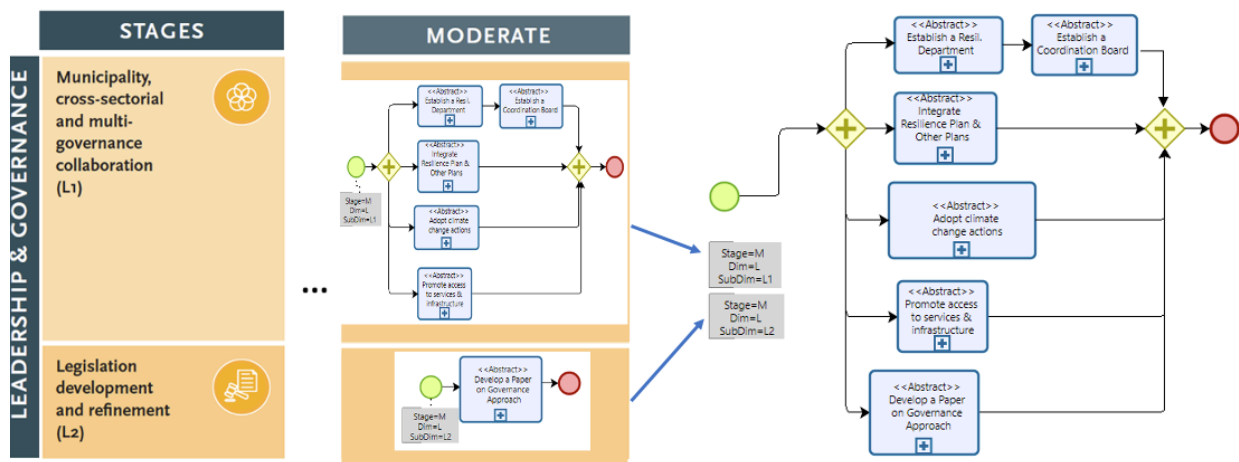 STAGES
LEADERSHIP & GOVERNANCE
Municipality,
cross-sectorial
and multi-
governance
collaboration
(L1)
Legislation
development
and refinement
(L2)
...
MODERATE
<<Abstract>>
Establish a Resil.
Department
<<Abstract>>
Establish a
Coordination Board
<<Abstract>>
Integrate
Resilience Plan &
Other Plans
Stage=M
Dim=L
SubDim=L1
<<Abstract>>
Adopt climate
change actions
<<Abstract>>
Promote access
to services &
infrastructure
<<Abstract>>
Develop a Paper
on Governance
Approach
Stage=M
Dim=L
SubDim=L2
<<Abstract>>
Establish a Resil.
Department
<<Abstract>>
Establish a
Coordination Board
<<Abstract>>
Integrate
Resilience Plan &
Other Plans
<<Abstract>>
Adopt climate
change actions
Stage=M
Dim=L
SubDim=L1
Stage=M
Dim=L
SubDim=L2
<<Abstract>>
Promote access
to services &
infrastructure
<<Abstract>>
Develop a Paper
on Governance
Approach